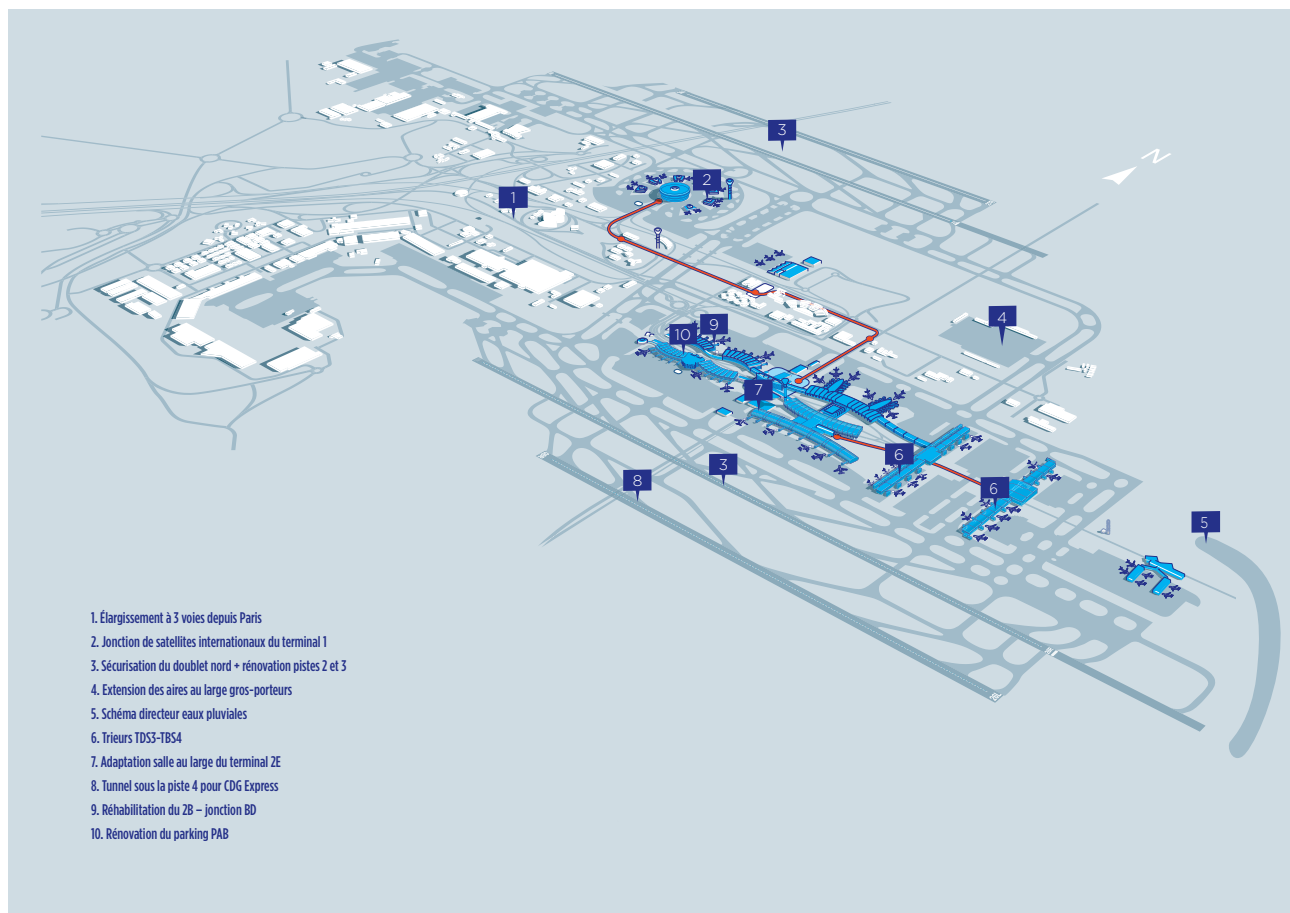 3
N
2
1
4
9
10
7
6
3
8
6
5
1. Élargissement à 3 voies depuis Paris
2. Jonction de satellites internationaux du terminal 1
3. Sécurisation du doublet nord + rénovation pistes 2 et 3
4. Extension des aires au large gros-porteurs
5. Schéma directeur eaux pluviales
6. Trieurs TDS3-TBS4
7. Adaptation salle au large du terminal 2E
8. Tunnel sous la piste 4 pour CDG Express
9. Réhabilitation du 2B – jonction BD
10. Rénovation du parking PAB